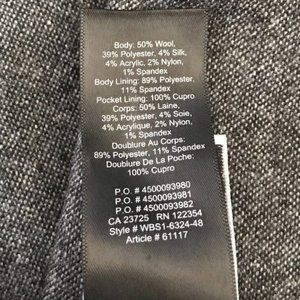 Body: 50% Wool,
39% Polyester, 4% Silk,
4% Acrylic, 2% Nylon,
1% Spandex
Body Lining: 89% Polyester,
11% Spandex
Pocket Lining: 100% Cupro
Corps: 50% Laine,
39% Polyester, 4% Soie,
4% Acrylique, 2% Nylon,
1% Spandex
Doublure Au Corps:
89% Polyester, 11% Spandex
Doublure De La Poche:
100% Cupro
P.O. # 4500093980
P.O. # 4500093981
P.O. # 4500093982
CA 23725 RN 122354
Style # WBS1-6324-48
Article # 61117